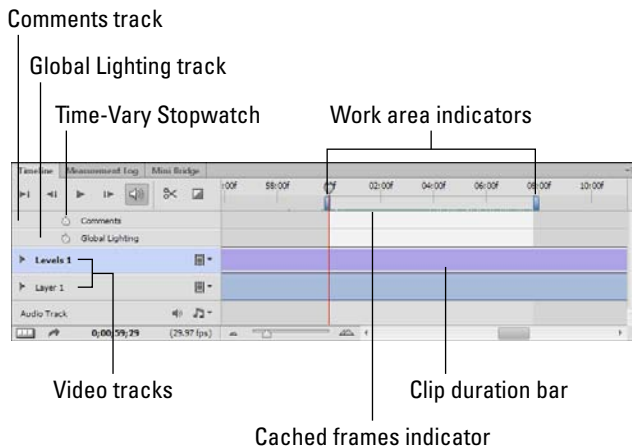 Comments track
Global Lighting track
Time-Vary Stopwatch
Work area indicators
Timeline Measurement Log Mini Bridge
:00f 58:00f 00f 02:00f 04:00f 06:00f 08:00f 10:00f
Comments
Global Lighting
Levels 1
Layer 1
Audio Track
0;00;59;29 (29.97 fps)
Video tracks
Clip duration bar
Cached frames indicator